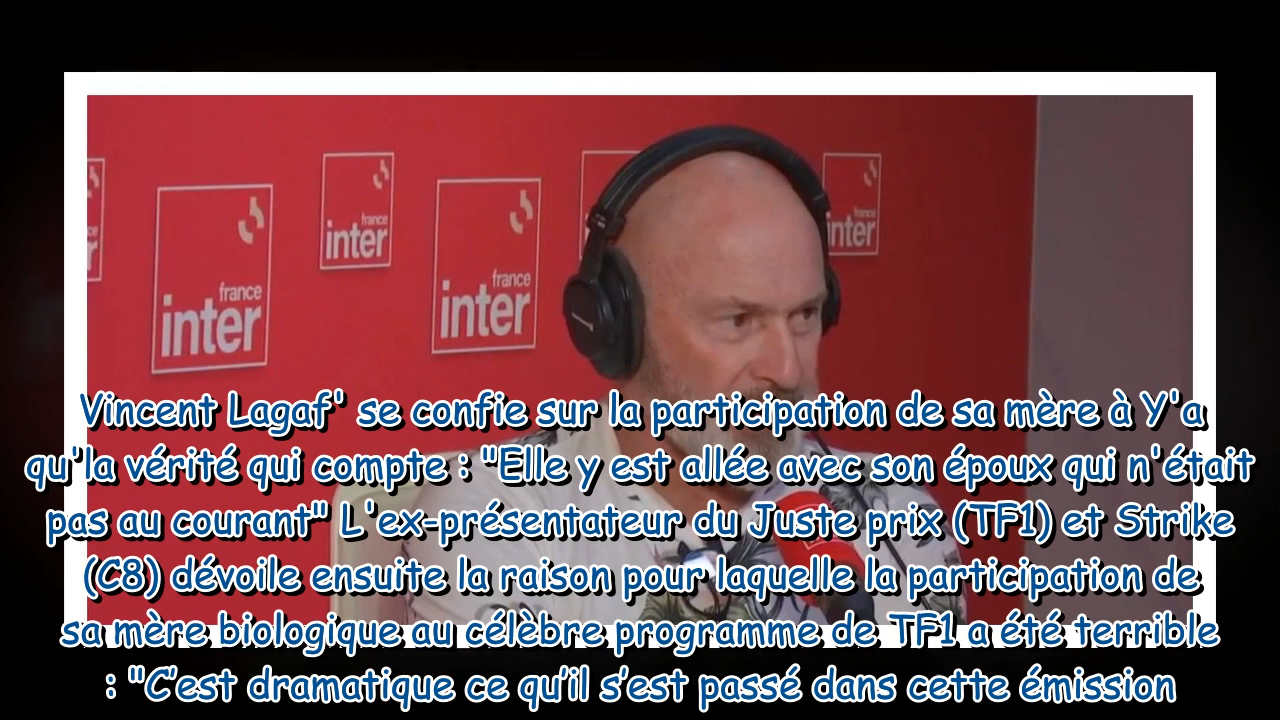 france
inter
france
inter
france
inter
france
inter
Vincent Lagaf' se confie sur la participation de sa mère à Y'a
qu'la vérité qui compte : "Elle y est allée avec son époux qui n'était
pas au courant" L'ex-présentateur du Juste prix (TF1) et Strike
(C8) dévoile ensuite la raison pour laquelle la participation de
sa mère biologique au célèbre programme de TF1 a été terrible
: "C’est dramatique ce qu’il s’est passé dans cette émission